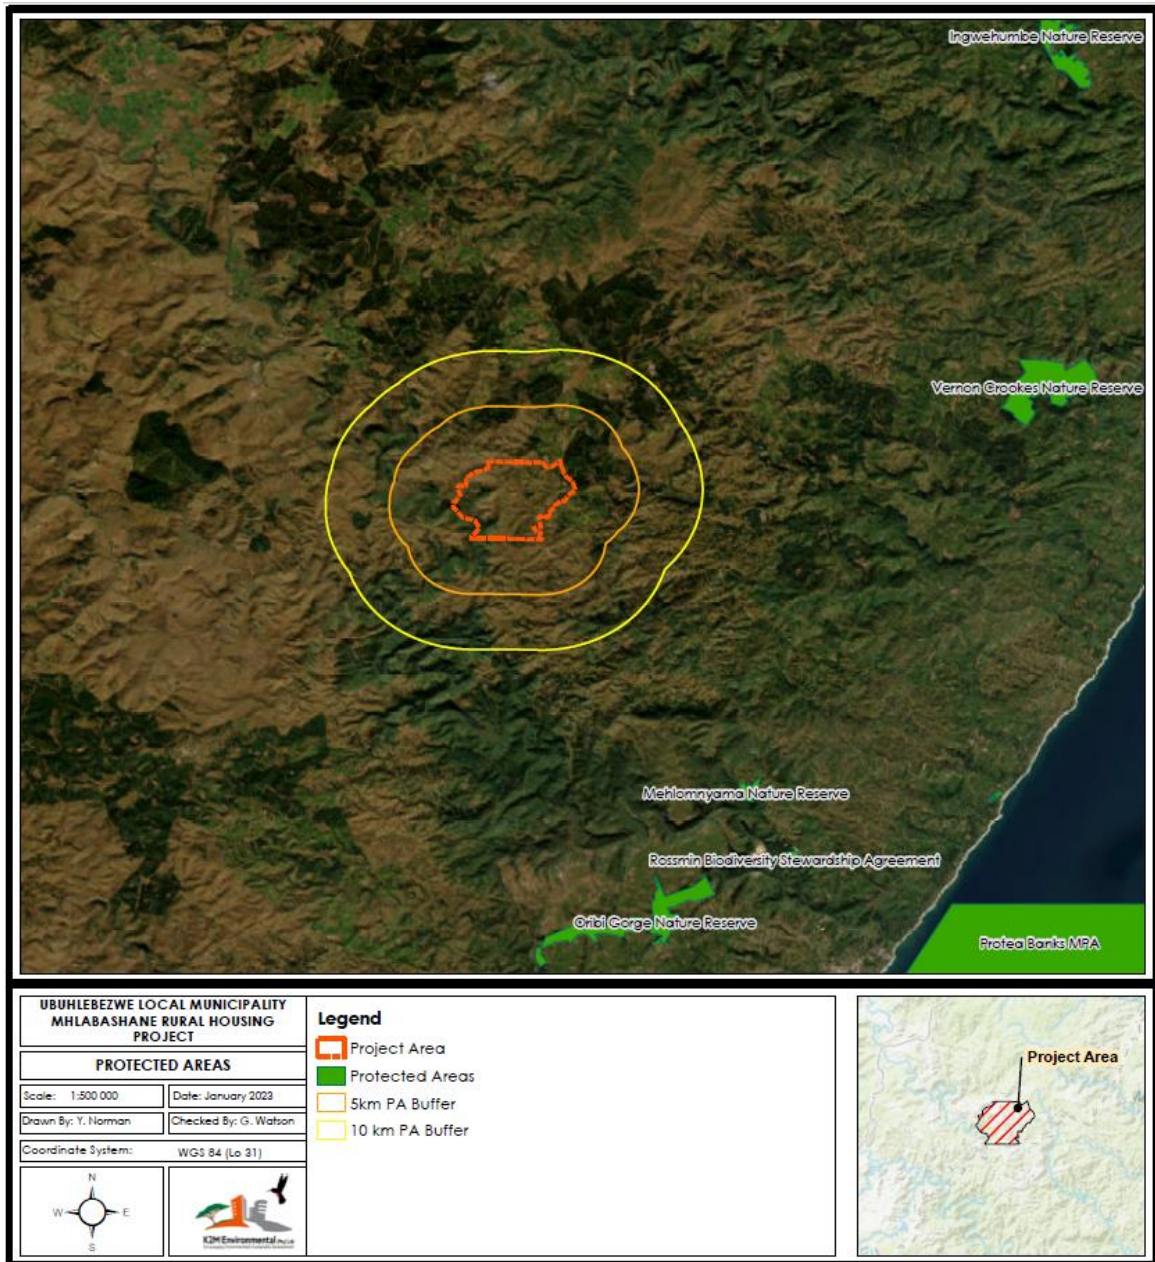 Ingwehumbe Nature Reserve
Vernon Crookes Nature Reserve
Mehlomnyama Nature Reserve
Rossmin Biodiversity Stewardship Agreement
Oribi Gorge Nature Reserve
Protea Banks MPA
UBUHLEBEZWE LOCAL MUNICIPALITY
MHLABASHANE RURAL HOUSING
PROJECT
PROTECTED AREAS
Scale: 1:500 000
Date: January 2023
Drawn By: Y. Norman
Checked By: G. Watson
Coordinate System: WGS 84 (Lo 31)
N
W E
S
K2M Environmental
Legend
Project Area
Protected Areas
5km PA Buffer
10 km PA Buffer
Project Area